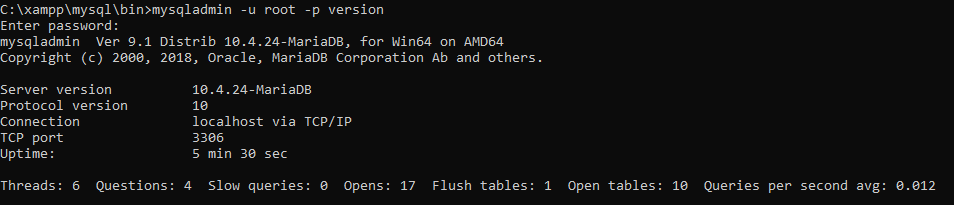 C:\xampp\mysql\bin>mysqladmin -u root -p version
Enter password:
mysqladmin  Ver 9.1 Distrib 10.4.24-MariaDB, for Win64 on AMD64
Copyright (c) 2000, 2018, Oracle, MariaDB Corporation Ab and others.

Server version          10.4.24-MariaDB
Protocol version        10
Connection              localhost via TCP/IP
TCP port                3306
Uptime:                 5 min 30 sec

Threads: 6  Questions: 4  Slow queries: 0  Opens: 17  Flush tables: 1  Open tables: 10  Queries per second avg: 0.012